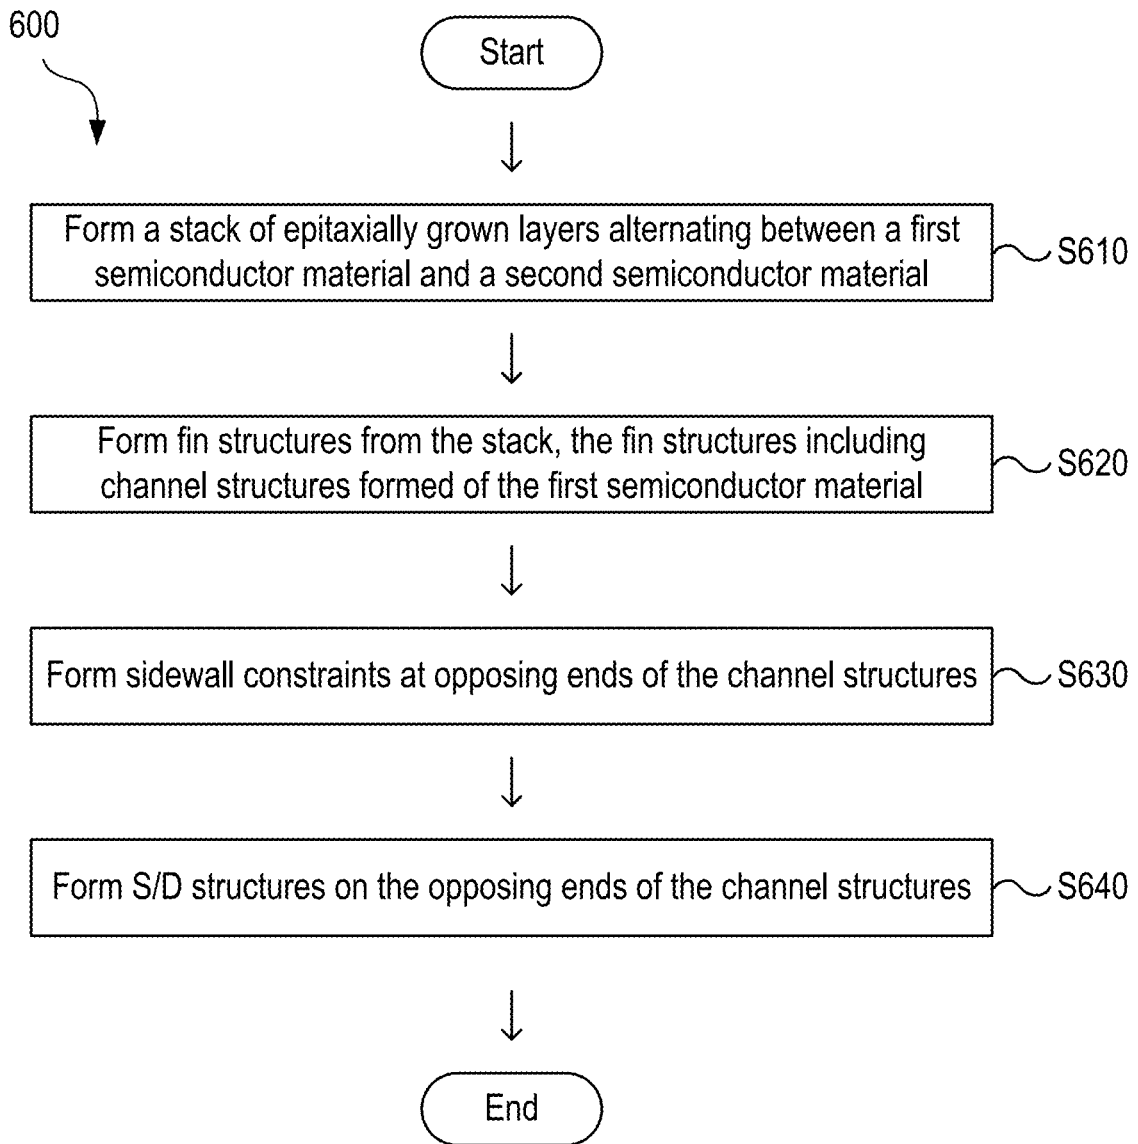 600
Start
Form a stack of epitaxially grown layers alternating between a first
semiconductor material and a second semiconductor material
S610
Form fin structures from the stack, the fin structures including
channel structures formed of the first semiconductor material
S620
Form sidewall constraints at opposing ends of the channel structures
S630
Form S/D structures on the opposing ends of the channel structures
S640
End